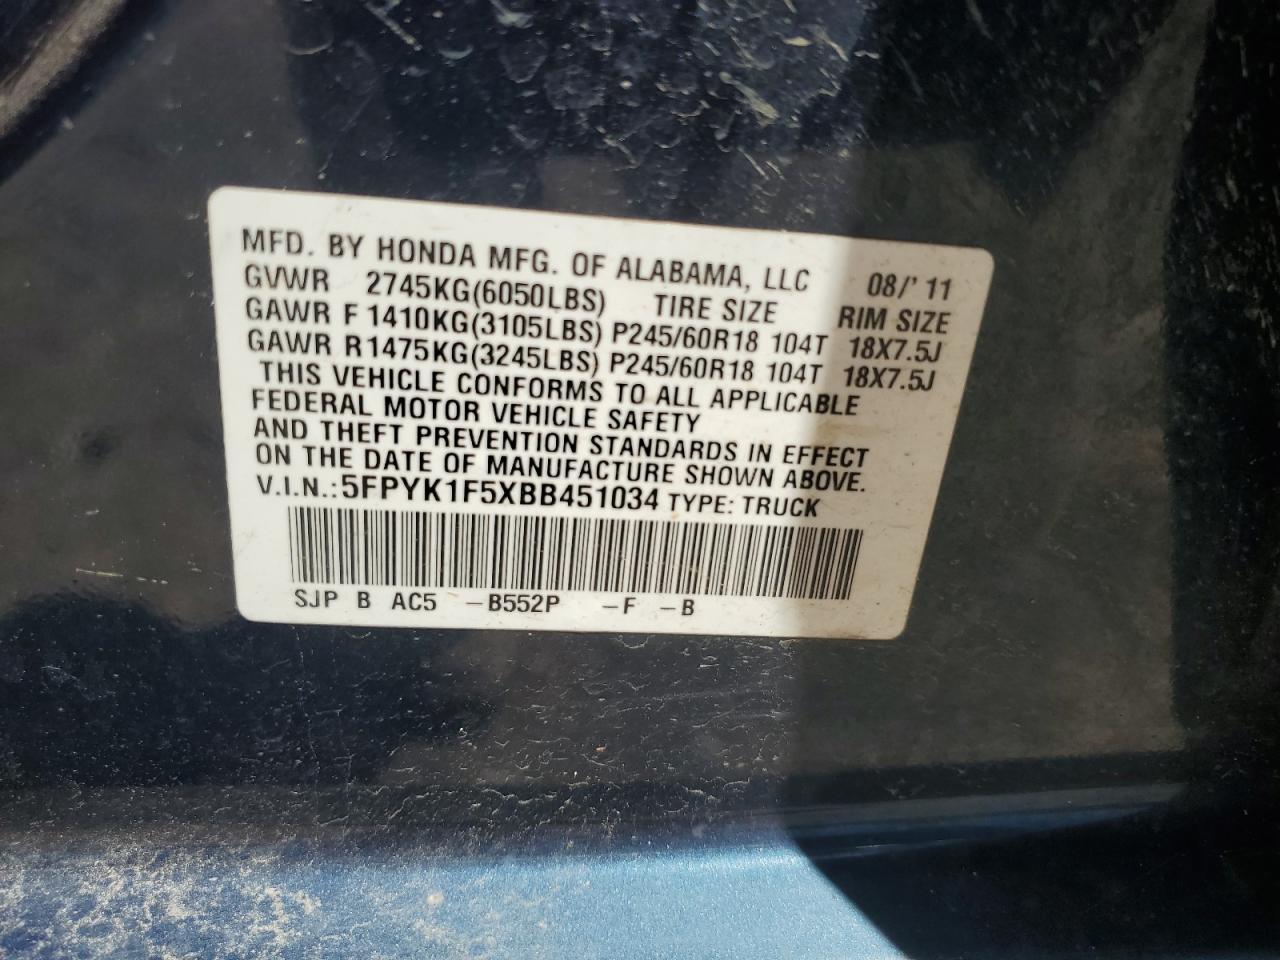 MFD. BY HONDA MFG. OF ALABAMA, LLC 08/' 11
GVWR 2745KG(6050LBS) TIRE SIZE RIM SIZE
GAWR F 1410KG(3105LBS) P245/60R18 104T 18X7.5J
GAWR R1475KG(3245LBS) P245/60R18 104T 18X7.5J
THIS VEHICLE CONFORMS TO ALL APPLICABLE
FEDERAL MOTOR VEHICLE SAFETY
AND THEFT PREVENTION STANDARDS IN EFFECT
ON THE DATE OF MANUFACTURE SHOWN ABOVE.
V.I.N.:5FPYK1F5XBB451034 TYPE: TRUCK
SJP B AC5 -B552P -F -B